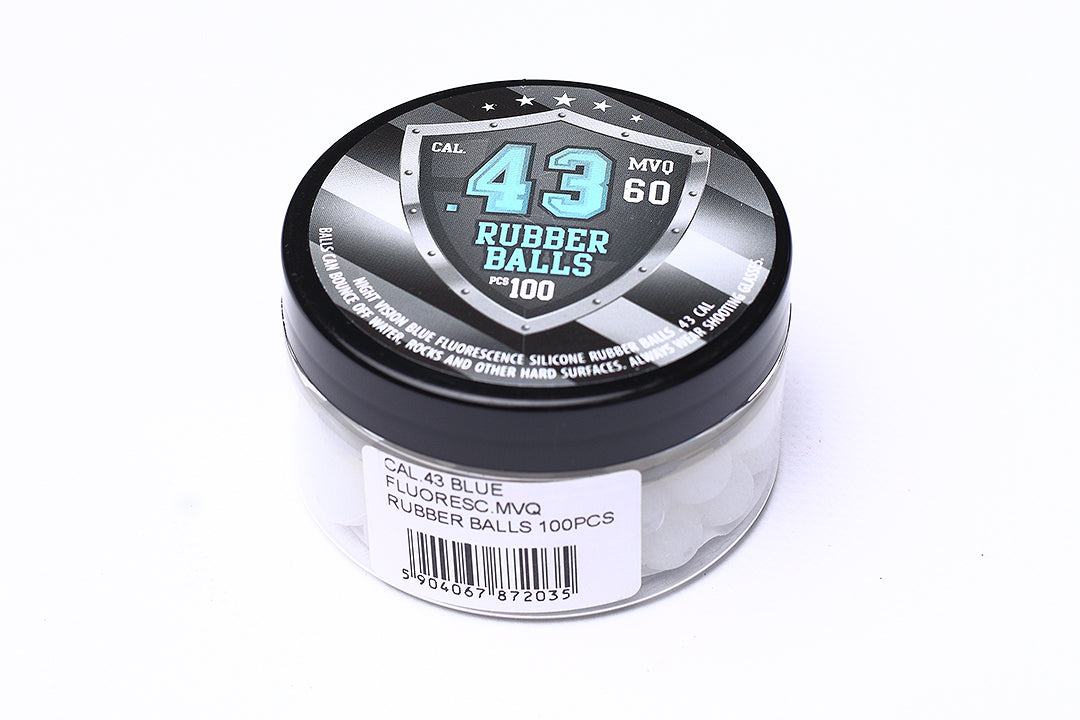 CAL.
.43
MVQ
60
RUBBER
BALLS
PCS 100
NIGHT VISION BLUE FLUORESCENCE SILICONE RUBBER BALLS .43 CAL
BALLS CAN BOUNCE OFF WATER, ROCKS AND OTHER HARD SURFACES. ALWAYS WEAR SHOOTING GLASSES.
CAL.43 BLUE
FLUORESC.MVQ
RUBBER BALLS 100PCS
5 904067 872035